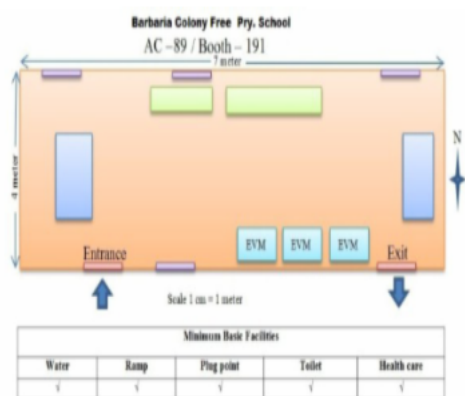 Barbaria Colony Free Pry. School
AC –89 / Booth – 191
7 meter
4 meter
N
EVM EVM EVM
Entrance
Exit
Scale 1 cm = 1 meter
Minimum Basic Facilities
Water Ramp Plug point Toilet Health care
√ √ √ √ √